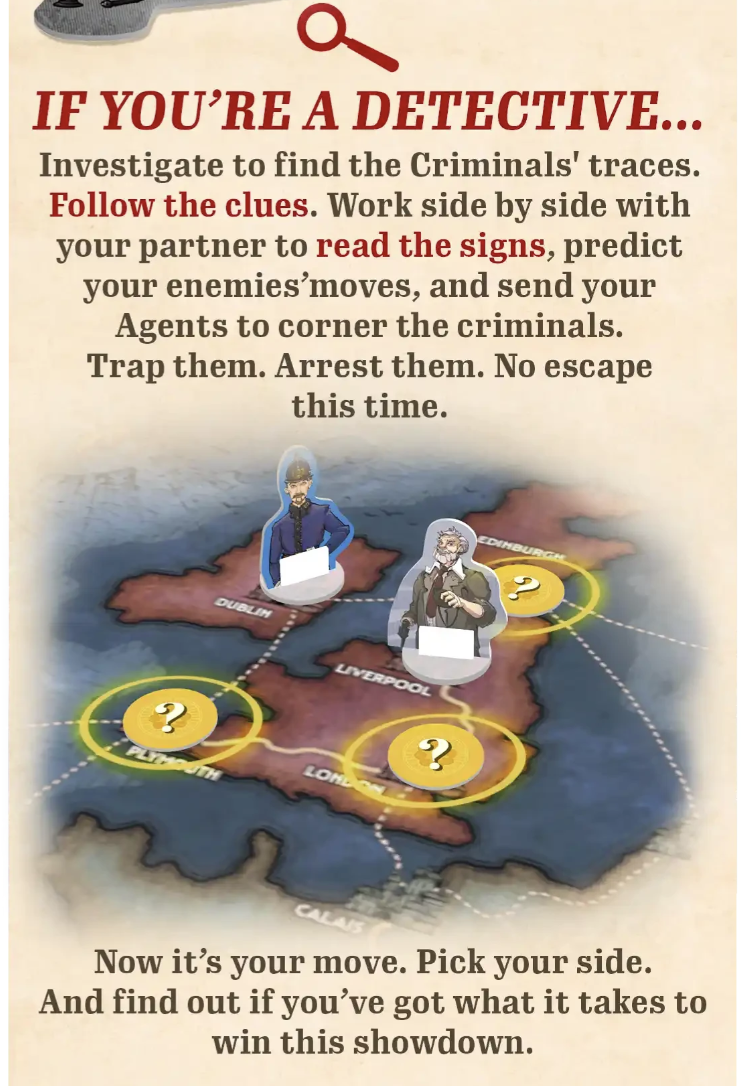 IF YOU'RE A DETECTIVE...
Investigate to find the Criminals' traces.
Follow the clues. Work side by side with
your partner to read the signs, predict
your enemies'moves, and send your
Agents to corner the criminals.
Trap them. Arrest them. No escape
this time.
EDINBURGH
?
DUBLIN
LIVERPOOL
?
?
PLYMOUTH
LONDON
CALAIS
Now it's your move. Pick your side.
And find out if you've got what it takes to
win this showdown.